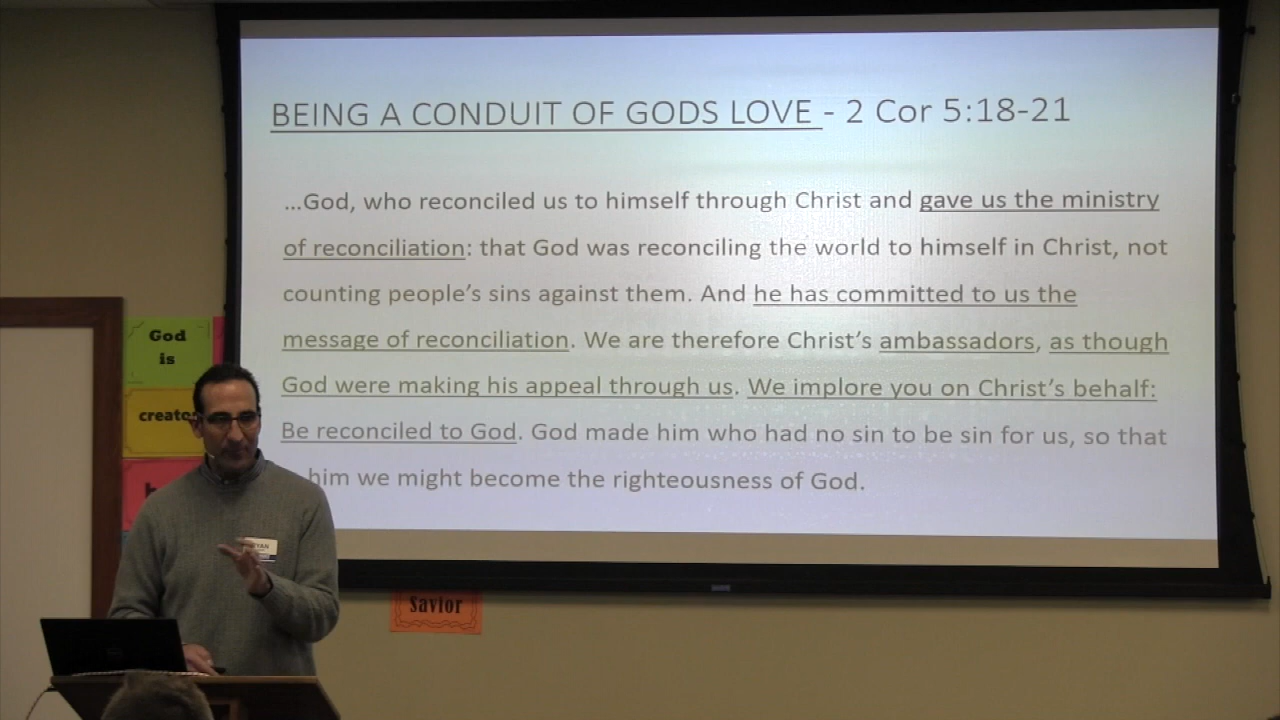 BEING A CONDUIT OF GODS LOVE - 2 Cor 5:18-21
...God, who reconciled us to himself through Christ and gave us the ministry
of reconciliation: that God was reconciling the world to himself in Christ, not
counting people's sins against them. And he has committed to us the
message of reconciliation. We are therefore Christ's ambassadors, as though
God were making his appeal through us. We implore you on Christ's behalf:
Be reconciled to God. God made him who had no sin to be sin for us, so that
him we might become the righteousness of God.
God
is
Savior